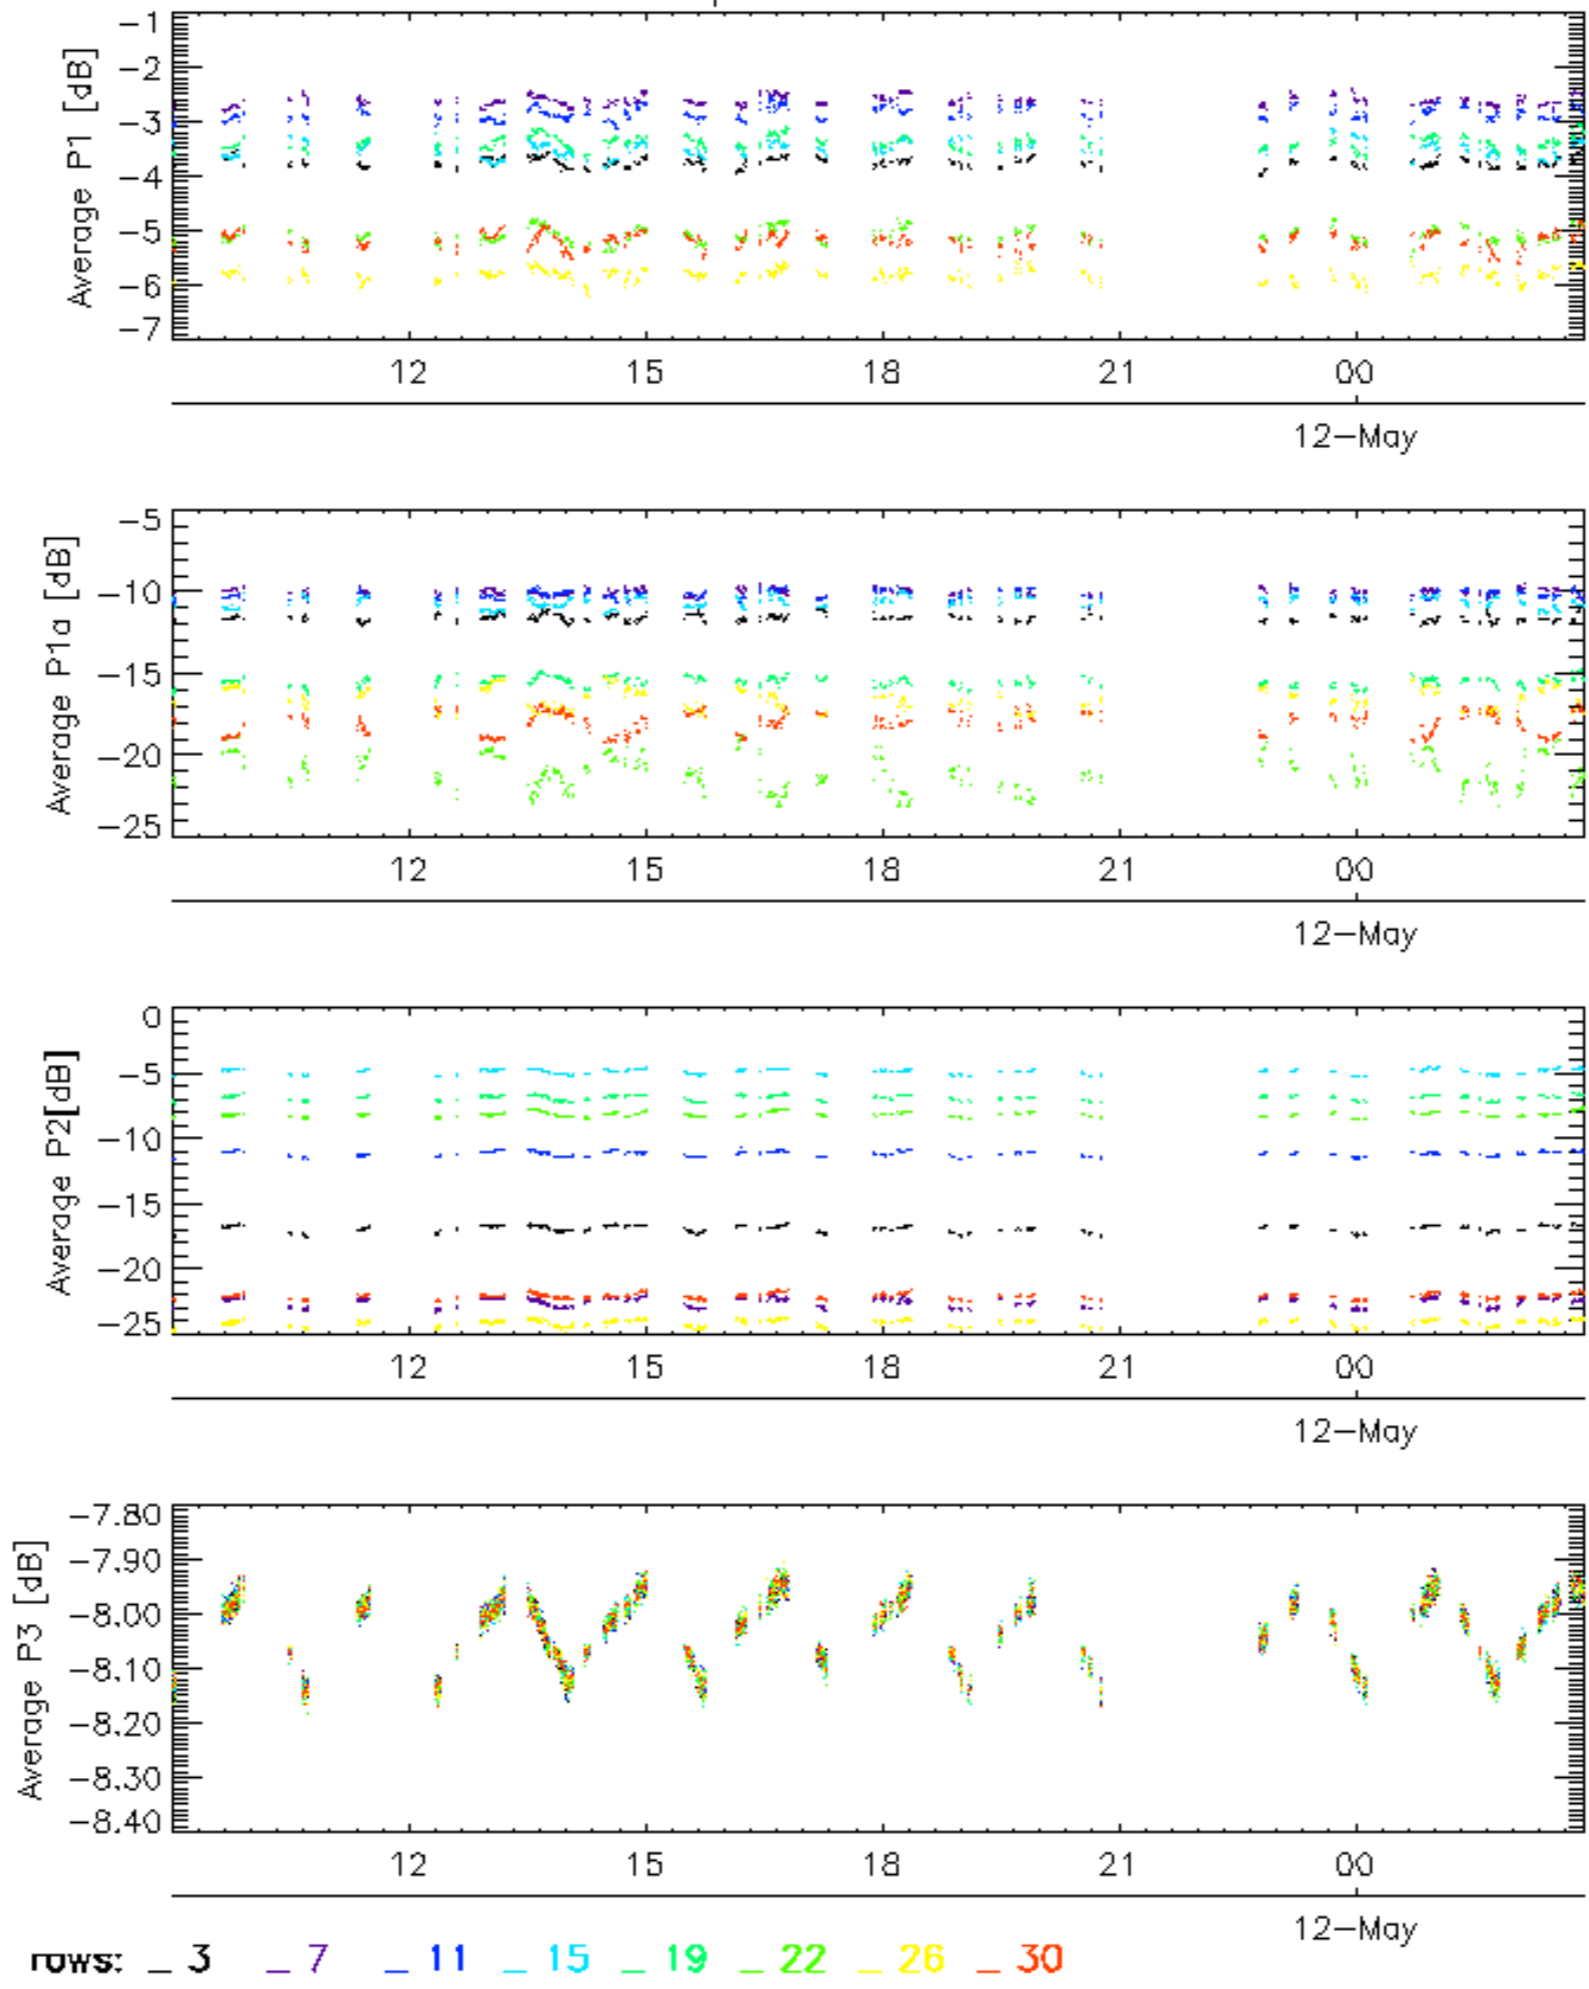 Average P1 [dB]
-1
-2
-3
-4
-5
-6
-7
12 15 18 21 00
12-May
Average P1a [dB]
-5
-10
-15
-20
-25
12 15 18 21 00
12-May
Average P2[dB]
0
-5
-10
-15
-20
-25
12 15 18 21 00
12-May
Average P3 [dB]
-7.80
-7.90
-8.00
-8.10
-8.20
-8.30
-8.40
12 15 18 21 00
12-May
rows: _ 3 _ 7 _ 11 _ 15 _ 19 _ 22 _ 26 _ 30